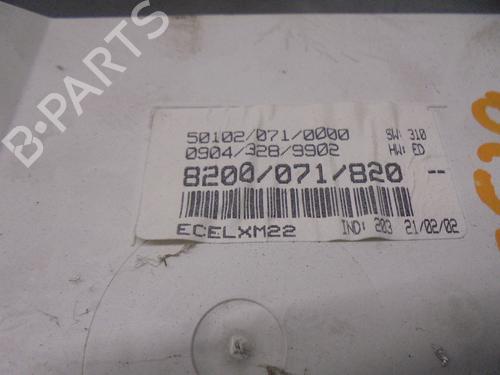 B-PARTS
50102/071/0000 SW: 310
0904/328/9902 HW: ED
8200/071/820 --
ECELXM22 IND: 203 21/02/02